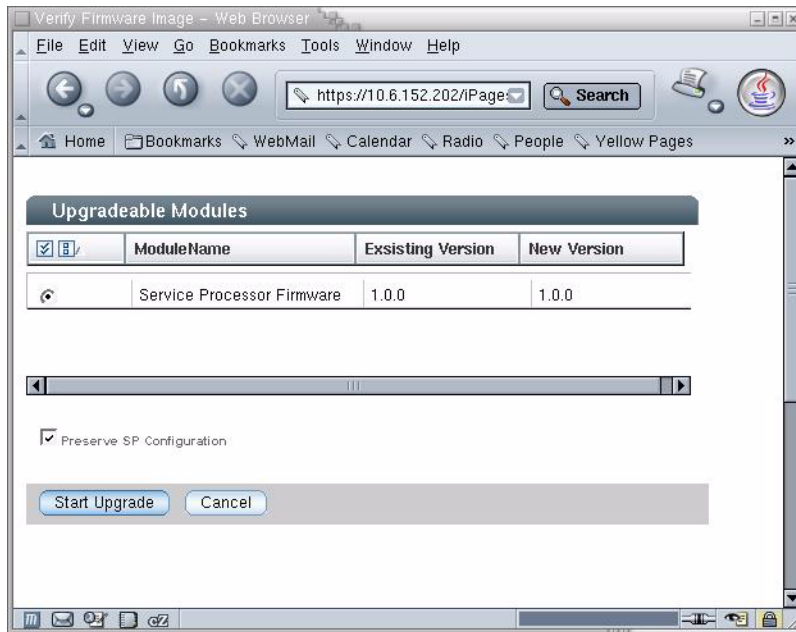 Verify Firmware Image – Web Browser
File Edit View Go Bookmarks Tools Window Help
https://10.6.152.202/iPage Search
Home Bookmarks WebMail Calendar Radio People Yellow Pages »
Upgradeable Modules
ModuleName Exsisting Version New Version
Service Processor Firmware 1.0.0 1.0.0
Preserve SP Configuration
Start Upgrade Cancel